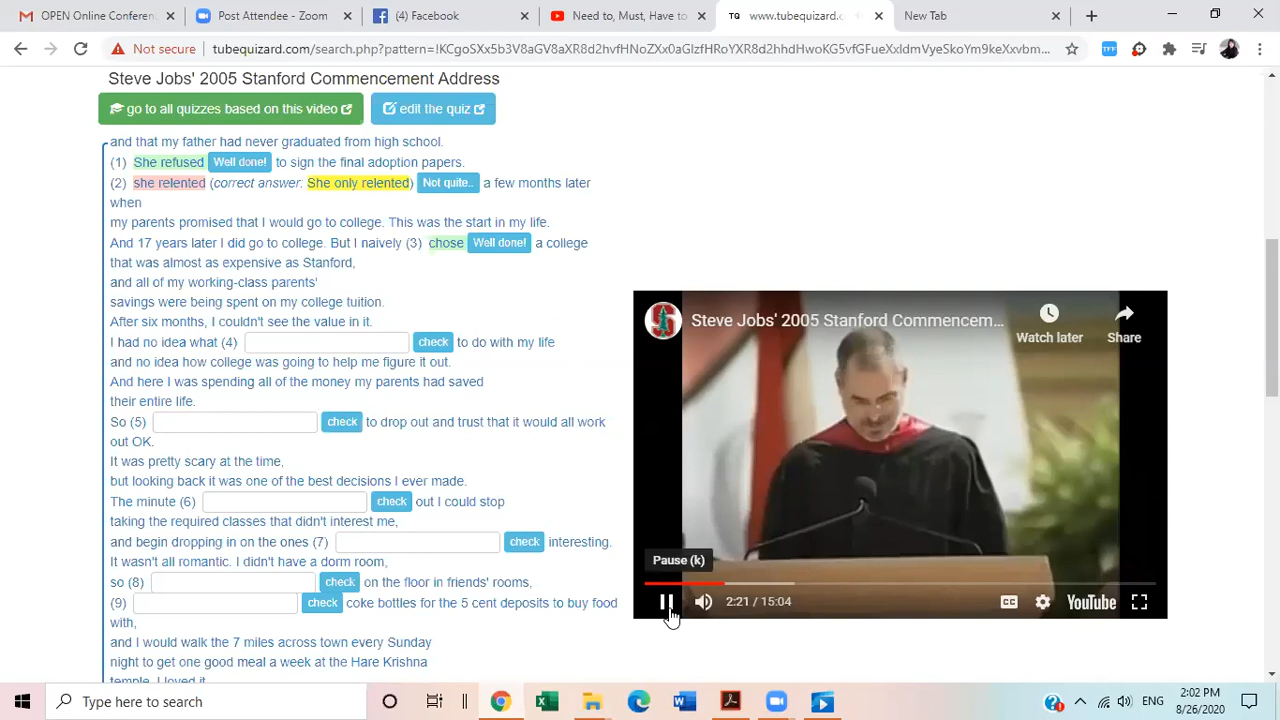 OPEN Online Conferen
Post Attendee - Zoom
(4) Facebook
Need to, Must, Have to
TQ www.tubequizard.com
New Tab
Not secure tubequizard.com/search.php?pattern=!KCgoSXx5b3V8aGV8aXR8d2hvfHNoZXx0aGlzfHRoYXR8d2hhdHwoKG5vfGFueXxldmVyeSkoYm9keXxvbm...
Steve Jobs' 2005 Stanford Commencement Address
go to all quizzes based on this video
edit the quiz
and that my father had never graduated from high school.
(1) She refused Well done! to sign the final adoption papers.
(2) she relented (correct answer: She only relented) Not quite.. a few months later
when
my parents promised that I would go to college. This was the start in my life.
And 17 years later I did go to college. But I naively (3) chose Well done! a college
that was almost as expensive as Stanford,
and all of my working-class parents'
savings were being spent on my college tuition.
After six months, I couldn't see the value in it.
I had no idea what (4) check to do with my life
and no idea how college was going to help me figure it out.
And here I was spending all of the money my parents had saved
their entire life.
So (5) check to drop out and trust that it would all work
out OK.
It was pretty scary at the time,
but looking back it was one of the best decisions I ever made.
The minute (6) check out I could stop
taking the required classes that didn't interest me,
and begin dropping in on the ones (7) check interesting.
It wasn't all romantic. I didn't have a dorm room,
so (8) check on the floor in friends' rooms,
(9) check coke bottles for the 5 cent deposits to buy food
with,
and I would walk the 7 miles across town every Sunday
night to get one good meal a week at the Hare Krishna
temple. I loved it.
Steve Jobs' 2005 Stanford Commencem...
Watch later
Share
Pause (k)
2:21 / 15:04
CC
YouTube
Type here to search
ENG
2:02 PM
8/26/2020